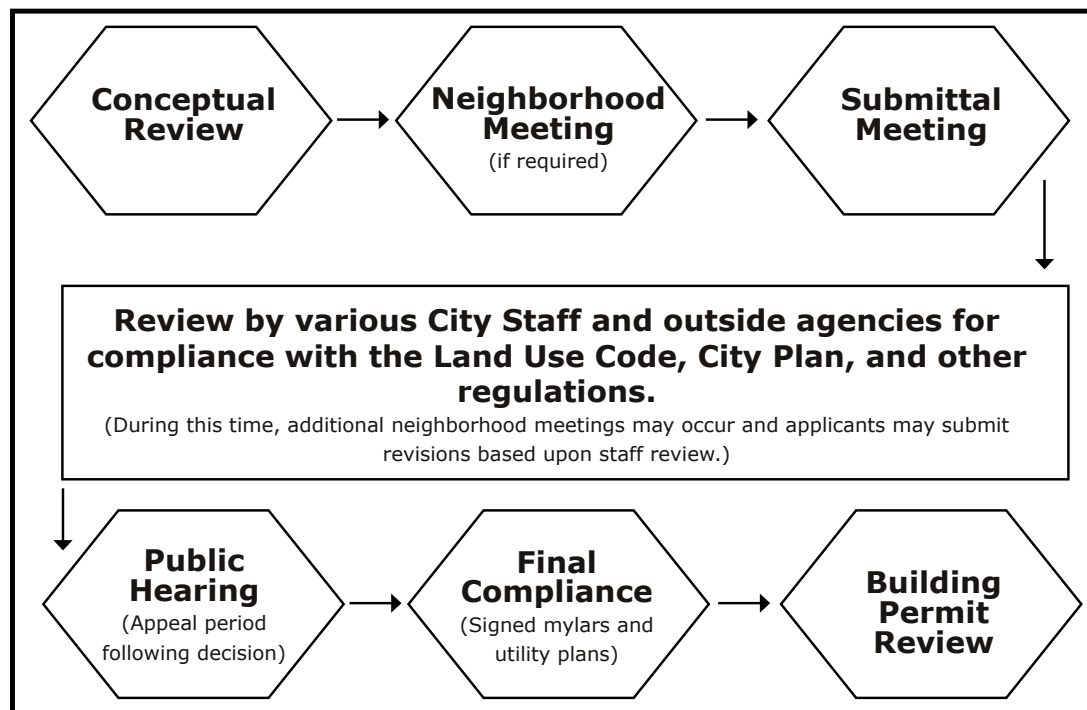 Conceptual
Review
Neighborhood
Meeting
(if required)
Submittal
Meeting
Review by various City Staff and outside agencies for
compliance with the Land Use Code, City Plan, and other
regulations.
(During this time, additional neighborhood meetings may occur and applicants may submit
revisions based upon staff review.)
Public
Hearing
(Appeal period
following decision)
Final
Compliance
(Signed mylars and
utility plans)
Building
Permit
Review